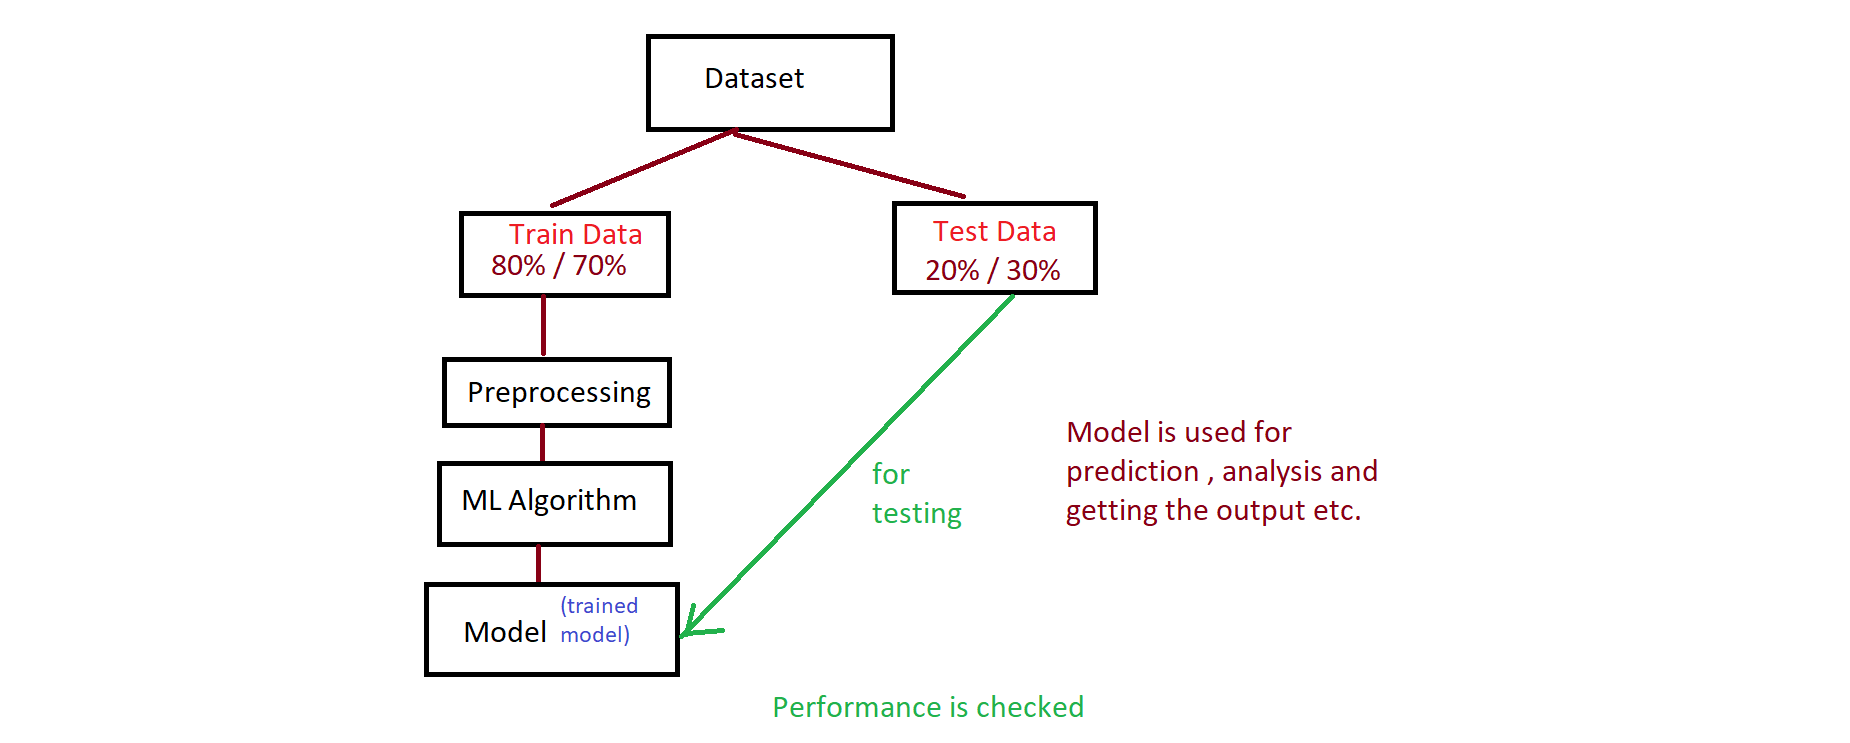 Dataset
Train Data
80% / 70%
Test Data
20% / 30%
Preprocessing
ML Algorithm
Model
(trained
model)
for
testing
Model is used for
prediction , analysis and
getting the output etc.
Performance is checked